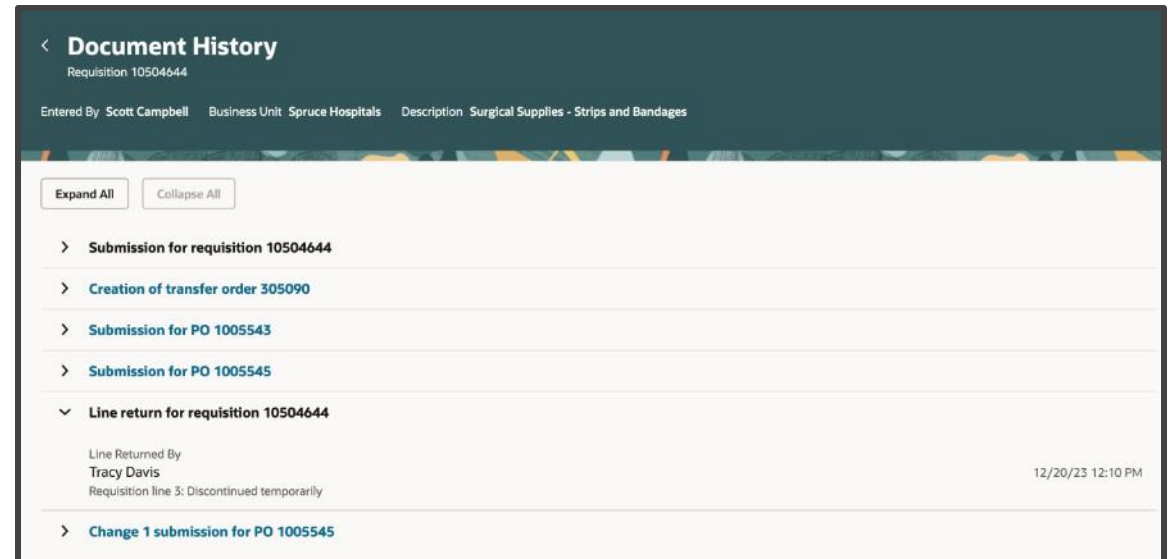 Document History
Requisition 10504644
Entered By Scott Campbell Business Unit Spruce Hospitals Description Surgical Supplies - Strips and Bandages
Expand All Collapse All
Submission for requisition 10504644
Creation of transfer order 305090
Submission for PO 1005543
Submission for PO 1005545
Line return for requisition 10504644
Line Returned By
Tracy Davis 12/20/23 12:10 PM
Requisition line 3: Discontinued temporarily
Change 1 submission for PO 1005545